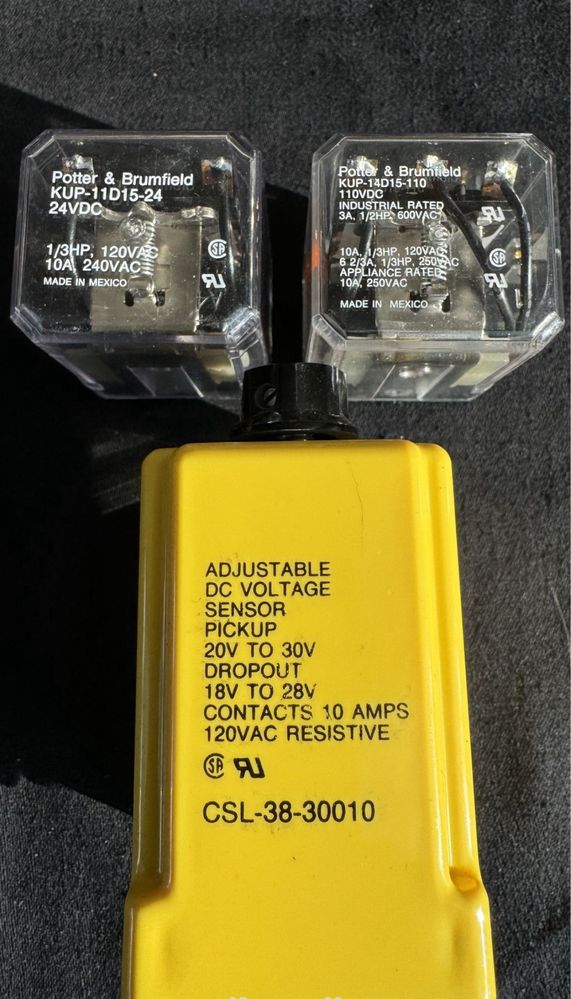 Potter & Brumfield
KUP-11D15-24
24VDC
1/3HP, 120VAC
10A, 240VAC
MADE IN MEXICO
Potter & Brumfield
KUP-14D15-110
110VDC
INDUSTRIAL RATED
3A, 1/2HP, 600VAC
10A, 1/3HP, 120VAC
6 2/3A, 1/3HP, 250VAC
APPLIANCE RATED
10A, 250VAC
MADE IN MEXICO
ADJUSTABLE
DC VOLTAGE
SENSOR
PICKUP
20V TO 30V
DROPOUT
18V TO 28V
CONTACTS 10 AMPS
120VAC RESISTIVE
CSL-38-30010